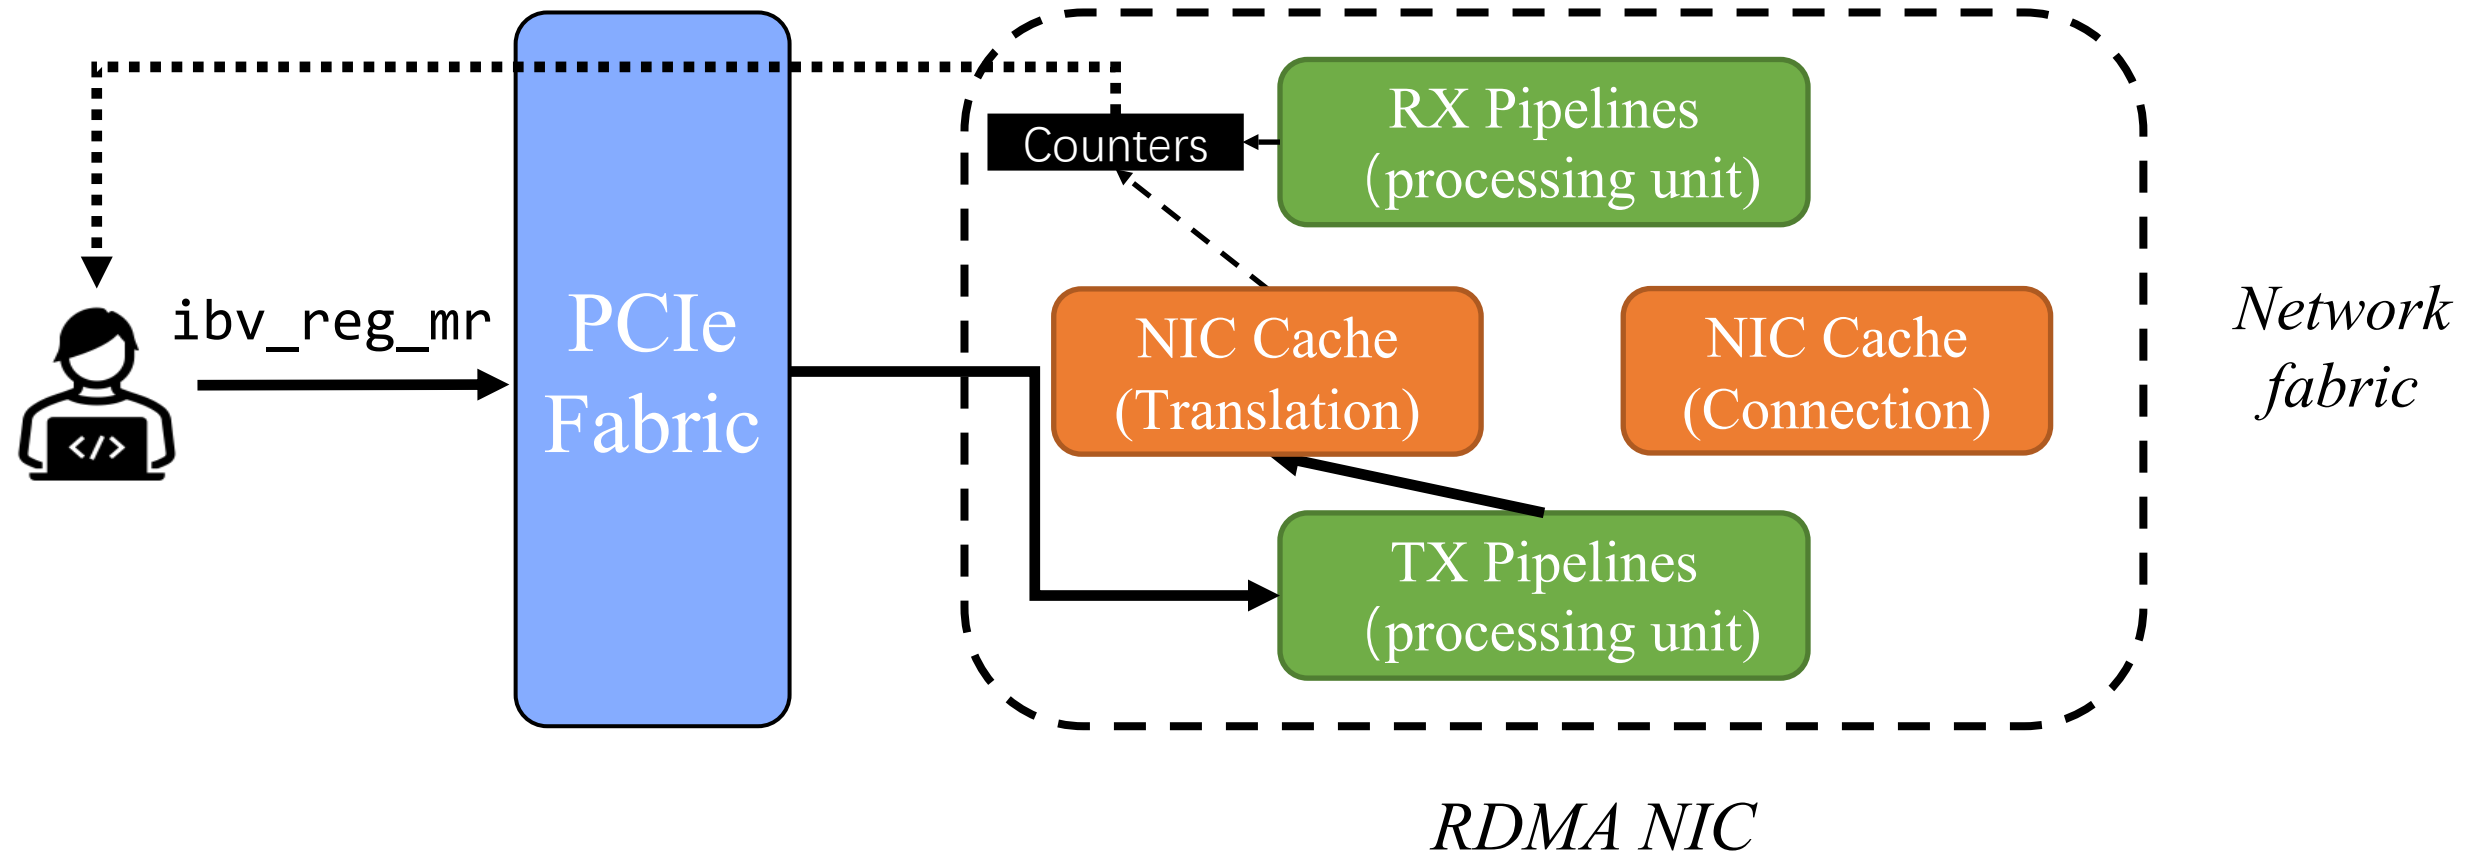 RX Pipelines
(processing unit)
Counters
ibv_reg_mr
PCIe
Fabric
NIC Cache
(Translation)
NIC Cache
(Connection)
Network
fabric
</>
TX Pipelines
(processing unit)
RDMA NIC